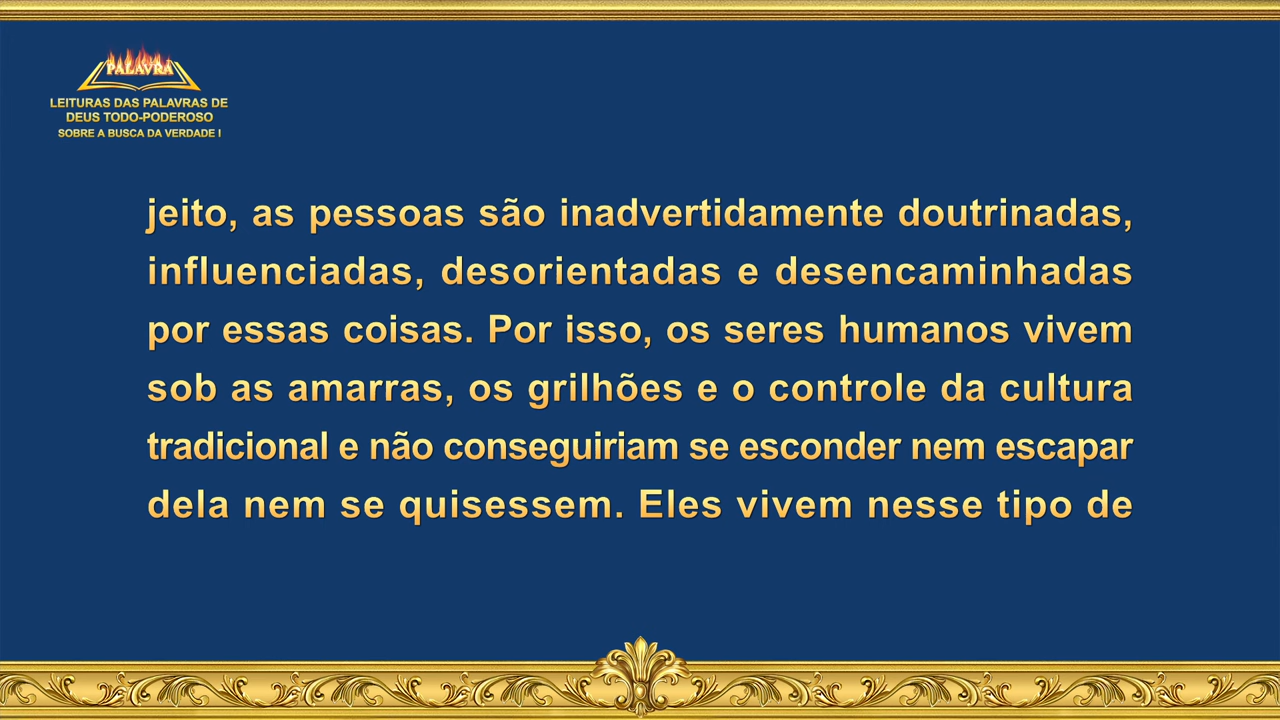 PALAVRA
LEITURAS DAS PALAVRAS DE
DEUS TODO-PODEROSO
SOBRE A BUSCA DA VERDADE I
jeito, as pessoas são inadvertidamente doutrinadas,
influenciadas, desorientadas e desencaminhadas
por essas coisas. Por isso, os seres humanos vivem
sob as amarras, os grilhões e o controle da cultura
tradicional e não conseguiriam se esconder nem escapar
dela nem se quisessem. Eles vivem nesse tipo de